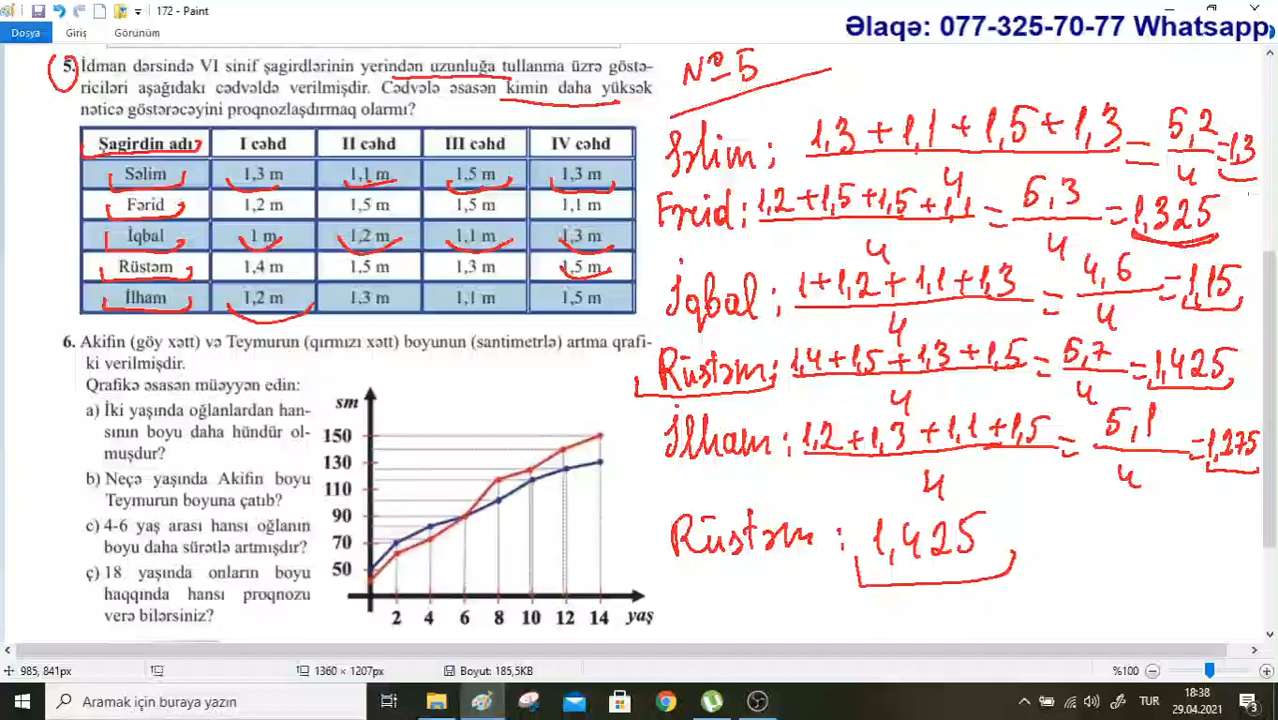 172 - Paint
Əlaqə: 077-325-70-77 Whatsapp
Dosya Giriş Görünüm
5. İdman dərsində VI sinif şagirdlərinin yerindən uzunluğa tullanma üzrə göstə-
riciləri aşağıdakı cədvəldə verilmişdir. Cədvələ əsasən kimin daha yüksək
nəticə göstərəcəyini proqnozlaşdırmaq olarmı?
Şagirdin adı I cəhd II cəhd III cəhd IV cəhd
Səlim 1,3 m 1,1 m 1,5 m 1,3 m
Fərid 1,2 m 1,5 m 1,5 m 1,1 m
İqbal 1 m 1,2 m 1,1 m 1,3 m
Rüstəm 1,4 m 1,5 m 1,3 m 1,5 m
İlham 1,2 m 1,3 m 1,1 m 1,5 m
6. Akifin (göy xətt) və Teymurun (qırmızı xətt) boyunun (santimetrlə) artma qrafi-
ki verilmişdir.
Qrafikə əsasən müəyyən edin:
a) İki yaşında oğlanlardan han-
sının boyu daha hündür ol-
muşdur?
b) Neçə yaşında Akifin boyu
Teymurun boyuna çatıb?
c) 4-6 yaş arası hansı oğlanın
boyu daha sürətlə artmışdır?
ç) 18 yaşında onların boyu
haqqında hansı proqnozu
verə bilərsiniz?
sm
150
130
110
90
70
50
2 4 6 8 10 12 14 yaş
№ 5
Səlim: 1,3 + 1,1 + 1,5 + 1,3 / 4 = 5,2 / 4 = 1,3
Frid: 1,2 + 1,5 + 1,5 + 1,1 / 4 = 5,3 / 4 = 1,325
İqbal: 1 + 1,2 + 1,1 + 1,3 / 4 = 4,6 / 4 = 1,15
Rüstəm: 1,4 + 1,5 + 1,3 + 1,5 / 4 = 5,7 / 4 = 1,425
İlham: 1,2 + 1,3 + 1,1 + 1,5 / 4 = 5,1 / 4 = 1,275
Rüstəm: 1,425
985, 841px 1360 × 1207px Boyut: 185,5KB %100
Aramak için buraya yazın
TUR
18:38
29.04.2021
3